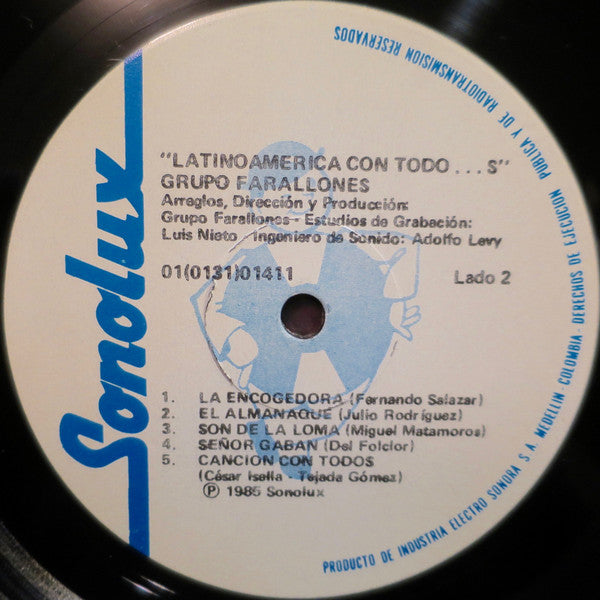 Sonolux
"LATINOAMERICA CON TODO ... S"
GRUPO FARALLONES
Arreglos, Dirección y Producción:
Grupo Farallones - Estudios de Grabación:
Luis Nieto - Ingeniero de Sonido: Adolfo Levy
01(0131)01411 Lado 2
1. LA ENCOGEDORA (Fernando Salazar)
2. EL ALMANAQUE (Julio Rodríguez)
3. SON DE LA LOMA (Miguel Matamoros)
4. SEÑOR GABAN (Del Folclor)
5. CANCION CON TODOS
(César Isella - Tejada Gómez)
Ⓟ 1985 Sonolux
PRODUCTO DE INDUSTRIA ELECTRO SONORA S A. MEDELLIN - COLOMBIA - DERECHOS DE EJECUCION PUBLICA Y DE RADIOTRANSMISION RESERVADOS